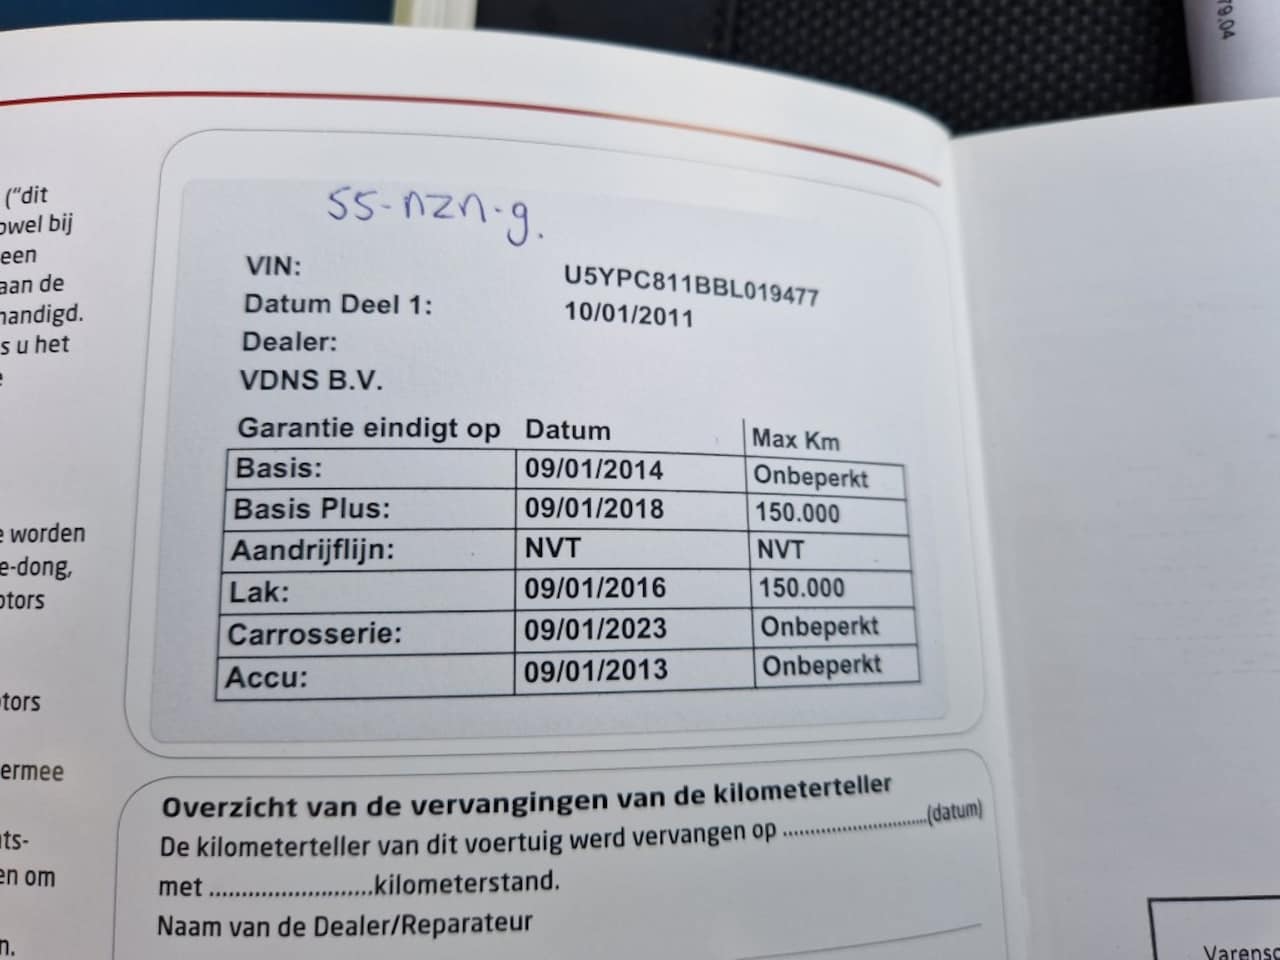 79.04
("dit
owel bij
een
aan de
handigd.
s u het
e
e worden
e-dong,
otors
otors
ermee
ats-
en om
n.
55-nzn-g.
VIN: U5YPC811BBL019477
Datum Deel 1: 10/01/2011
Dealer:
VDNS B.V.
Garantie eindigt op Datum Max Km
Basis: 09/01/2014 Onbeperkt
Basis Plus: 09/01/2018 150.000
Aandrijflijn: NVT NVT
Lak: 09/01/2016 150.000
Carrosserie: 09/01/2023 Onbeperkt
Accu: 09/01/2013 Onbeperkt
Overzicht van de vervangingen van de kilometerteller
De kilometerteller van dit voertuig werd vervangen op ............................(datum)
met .........................kilometerstand.
Naam van de Dealer/Reparateur